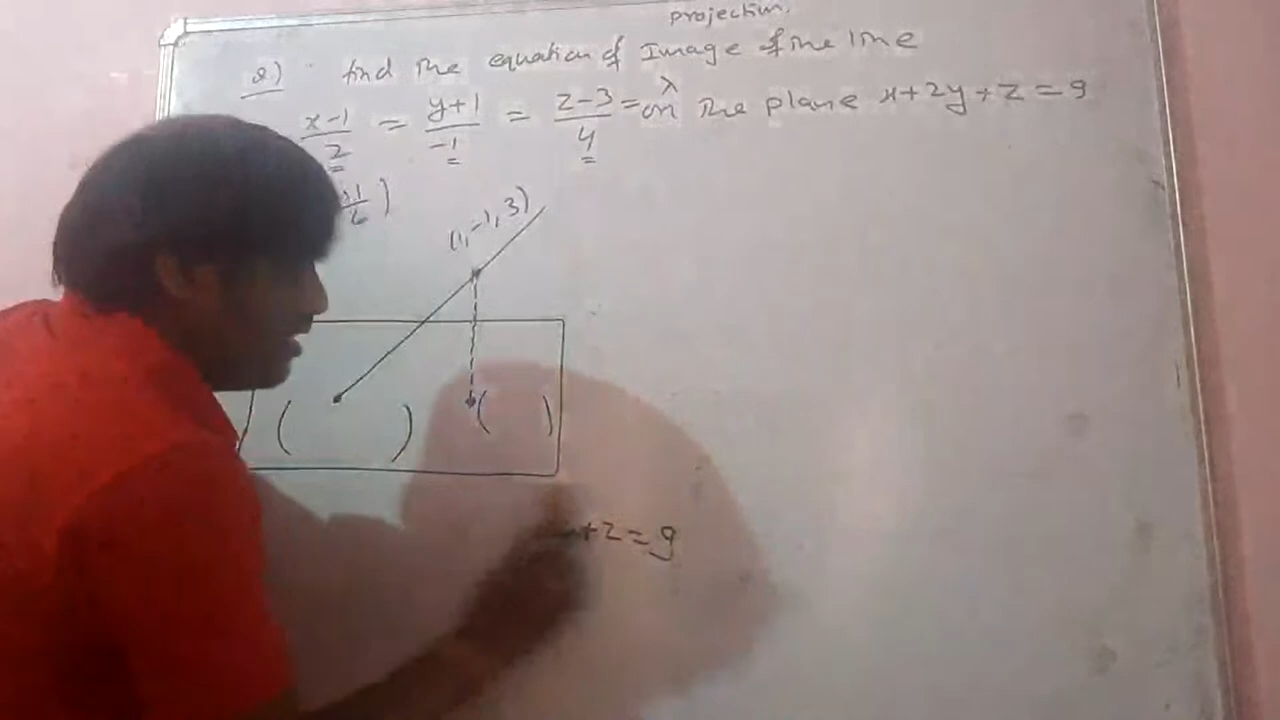 projection.
Q) find the equation of Image of the line
x-1/2 = y+1/-1 = z-3/4 = λ on the plane x+2y+z=9
(1,-1,3)
( ) ( )
+z=9